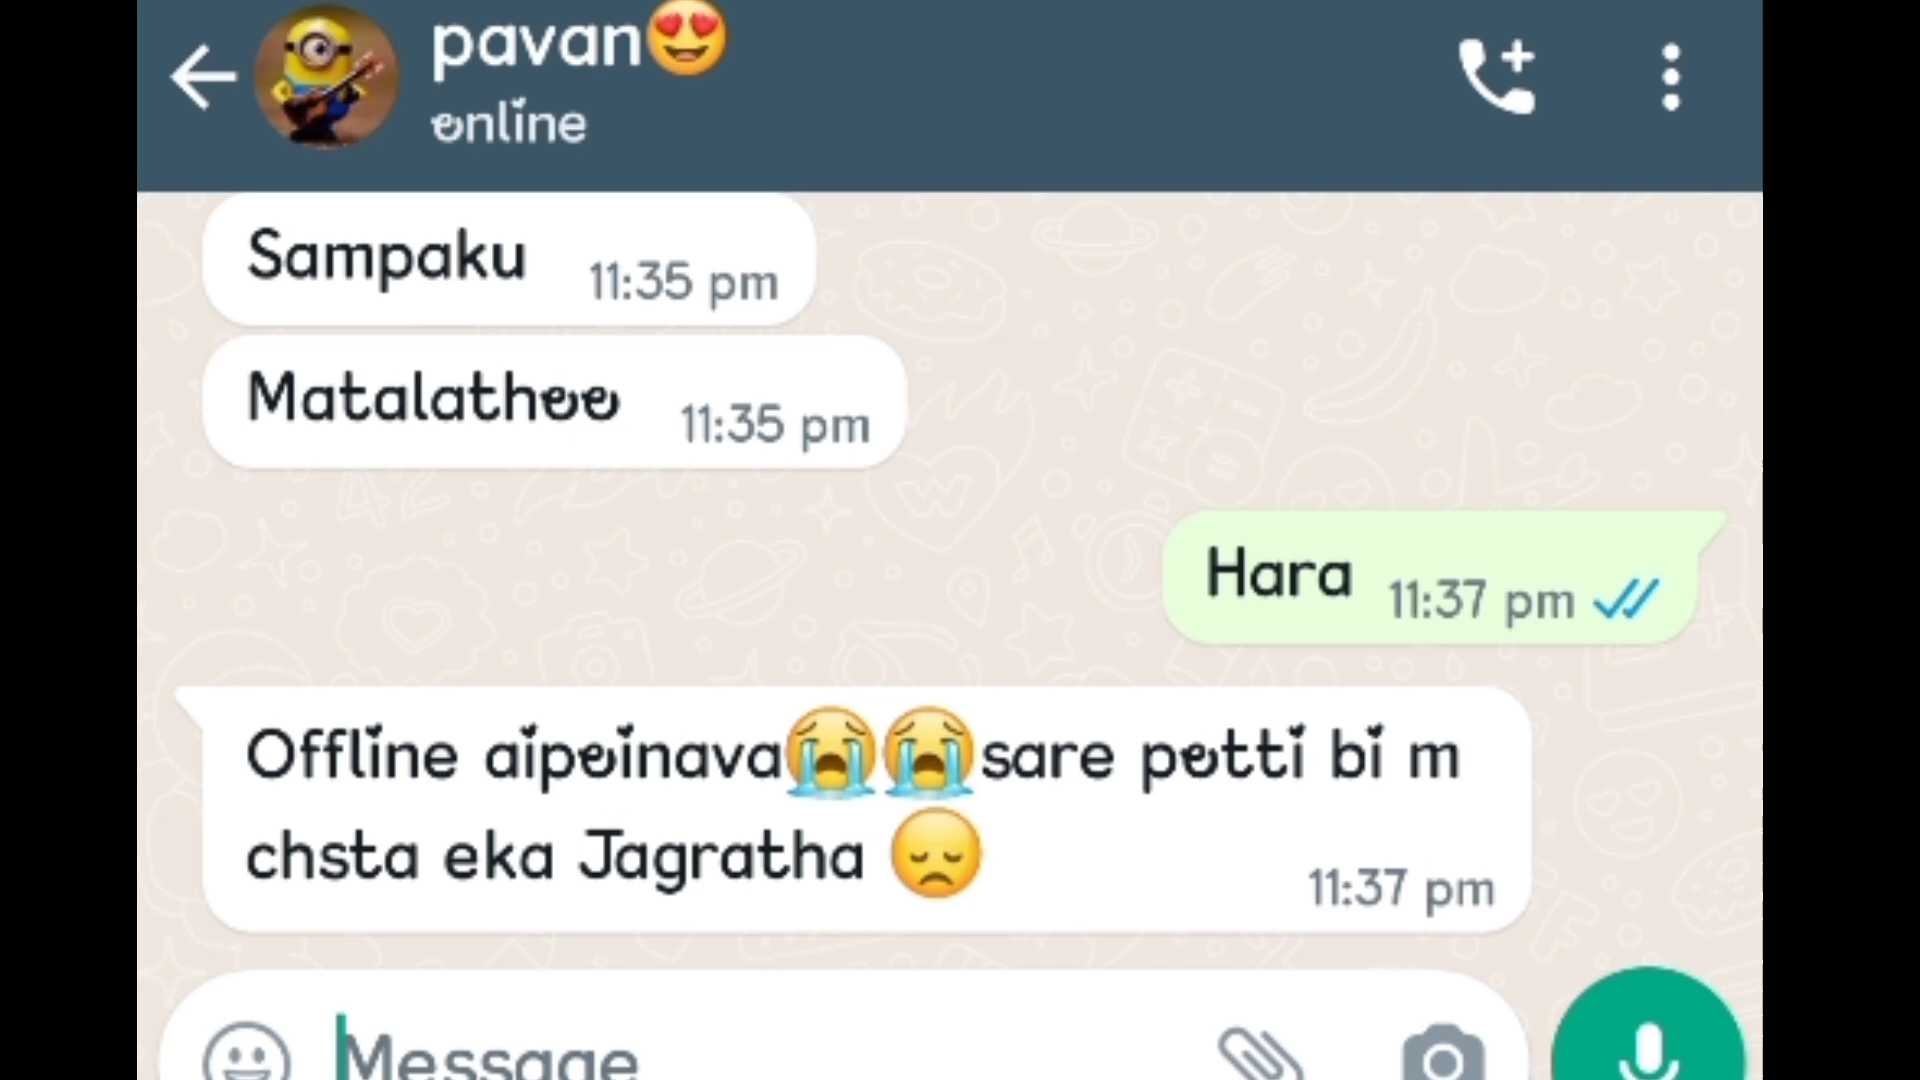 pavan😍
online
Sampaku 11:35 pm
Matalathee 11:35 pm
Hara 11:37 pm
Offline aipeinava😭😭sare petti bi m
chsta eka Jagratha 😞
11:37 pm
Message